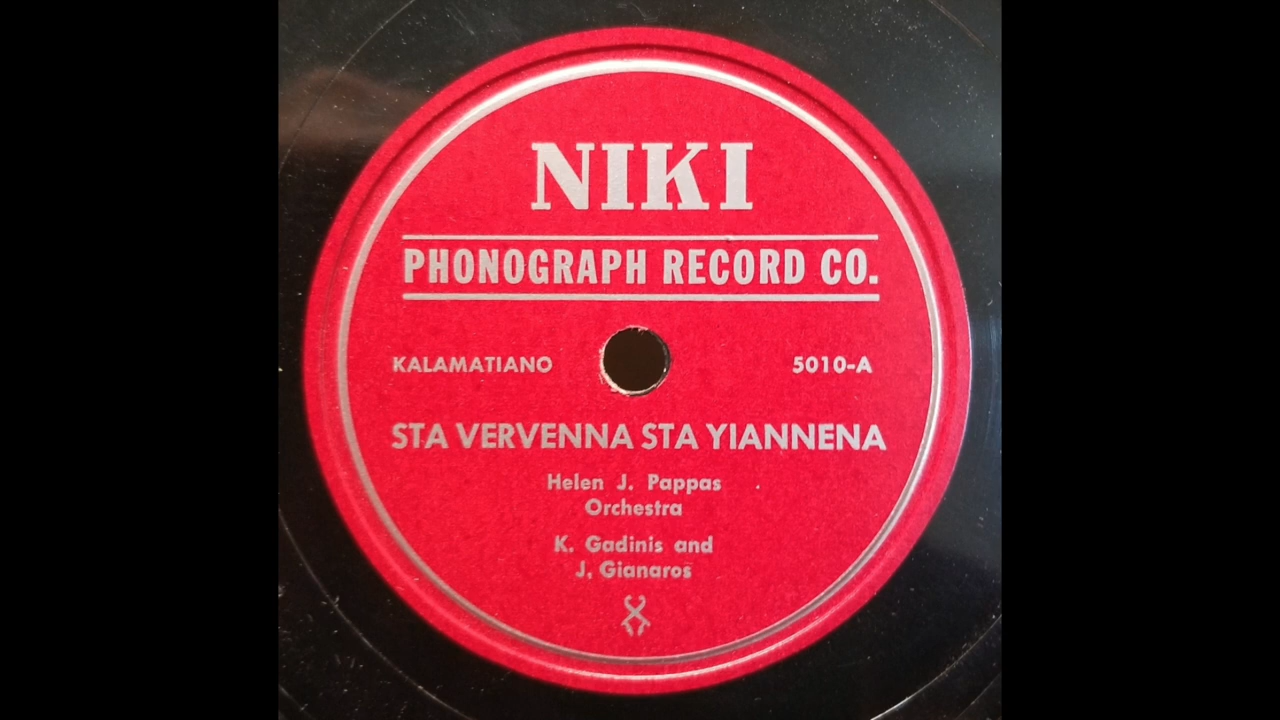 NIKI
PHONOGRAPH RECORD CO.
KALAMATIANO 5010-A
STA VERVENNA STA YIANNENA
Helen J. Pappas
Orchestra
K. Gadinis and
J. Gianaros